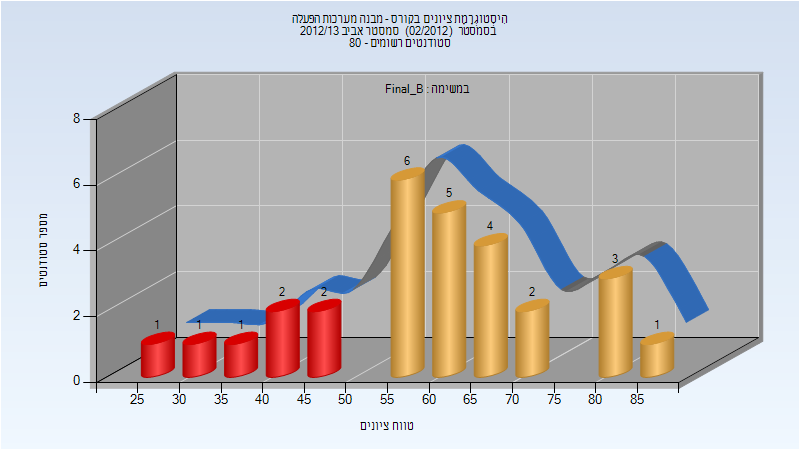 היסטוגרמת ציונים בקורס - מבנה מערכות הפעלה
בסמסטר (02/2012) סמסטר אביב 2012/13
סטודנטים רשומים - 80
במשימה : Final_B
מספר סטודנטים
8
6
4
2
0
1
1
1
2
2
6
5
4
2
3
1
25 30 35 40 45 50 55 60 65 70 75 80 85
טווח ציונים